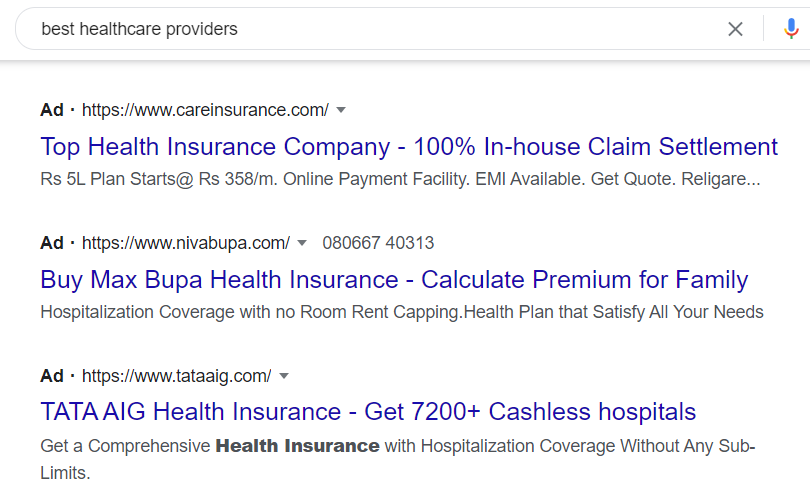 best healthcare providers
Ad · https://www.careinsurance.com/
Top Health Insurance Company - 100% In-house Claim Settlement
Rs 5L Plan Starts@ Rs 358/m. Online Payment Facility. EMI Available. Get Quote. Religare...
Ad · https://www.nivabupa.com/ 080667 40313
Buy Max Bupa Health Insurance - Calculate Premium for Family
Hospitalization Coverage with no Room Rent Capping.Health Plan that Satisfy All Your Needs
Ad · https://www.tataaig.com/
TATA AIG Health Insurance - Get 7200+ Cashless hospitals
Get a Comprehensive Health Insurance with Hospitalization Coverage Without Any Sub-
Limits.